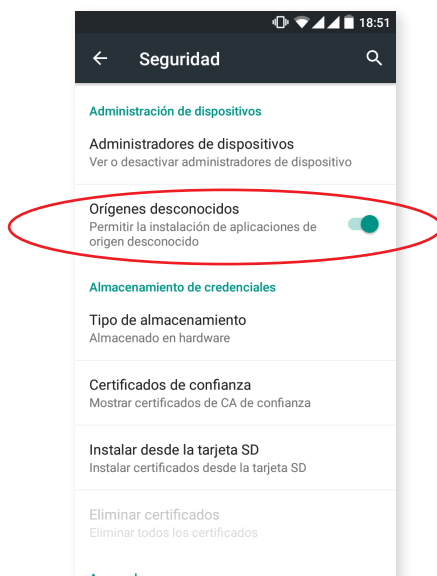 18:51
Seguridad
Administración de dispositivos
Administradores de dispositivos
Ver o desactivar administradores de dispositivo
Orígenes desconocidos
Permitir la instalación de aplicaciones de
origen desconocido
Almacenamiento de credenciales
Tipo de almacenamiento
Almacenado en hardware
Certificados de confianza
Mostrar certificados de CA de confianza
Instalar desde la tarjeta SD
Instalar certificados desde la tarjeta SD
Eliminar certificados
Eliminar todos los certificados